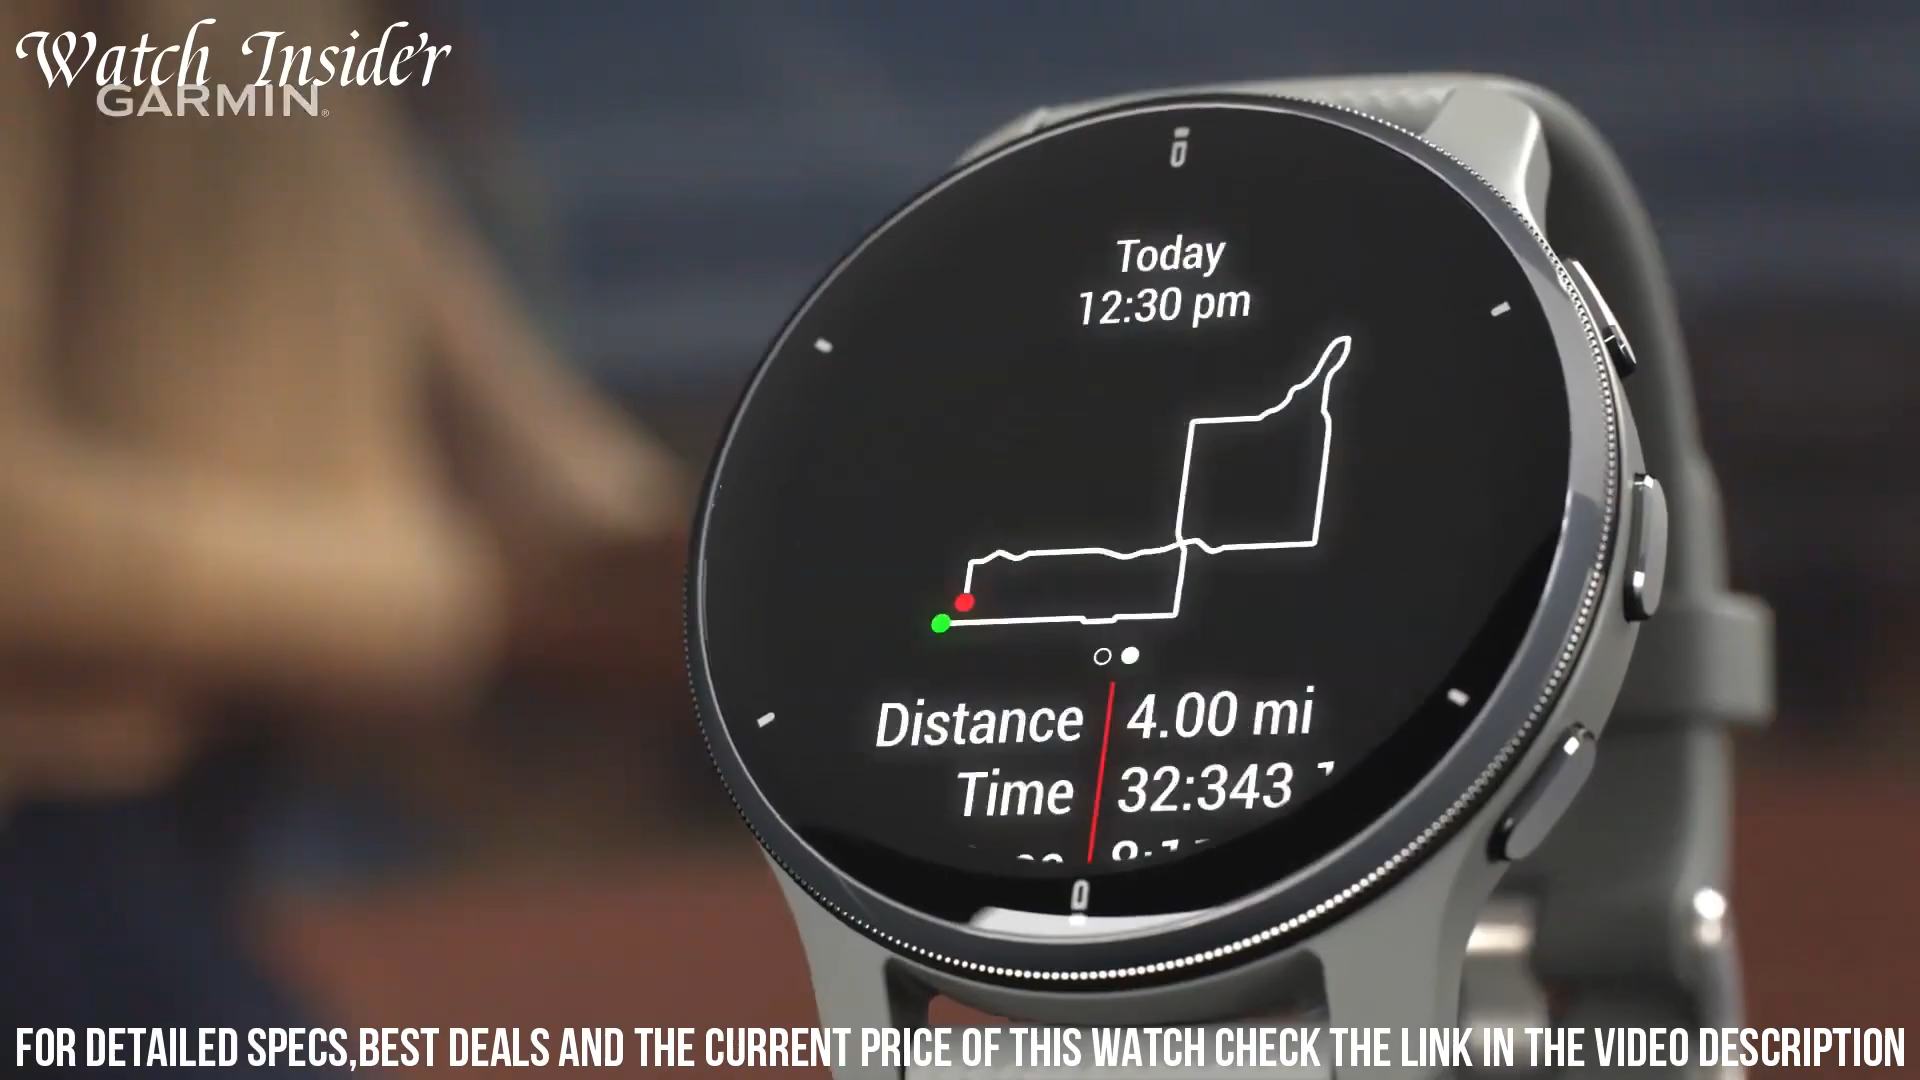 Watch Insider
GARMIN
Today
12:30 pm
Distance 4.00 mi
Time 32:343
FOR DETAILED SPECS,BEST DEALS AND THE CURRENT PRICE OF THIS WATCH CHECK THE LINK IN THE VIDEO DESCRIPTION